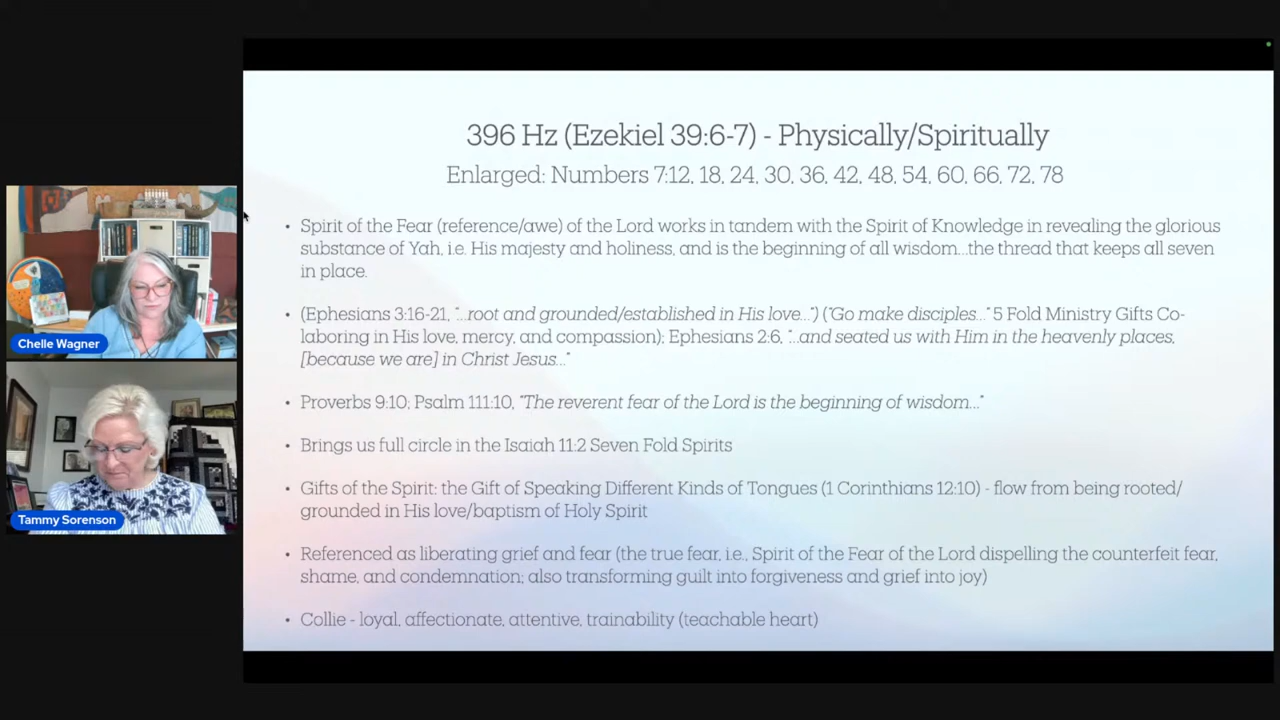 396 Hz (Ezekiel 39:6-7) - Physically/Spiritually
Enlarged: Numbers 7:12, 18, 24, 30, 36, 42, 48, 54, 60, 66, 72, 78
• Spirit of the Fear (reference/awe) of the Lord works in tandem with the Spirit of Knowledge in revealing the glorious
substance of Yah, i.e. His majesty and holiness, and is the beginning of all wisdom...the thread that keeps all seven
in place.
• (Ephesians 3:16-21, "...root and grounded/established in His love...") ("Go make disciples..." 5 Fold Ministry Gifts Co-
laboring in His love, mercy, and compassion); Ephesians 2:6, "...and seated us with Him in the heavenly places,
[because we are] in Christ Jesus..."
• Proverbs 9:10; Psalm 111:10, "The reverent fear of the Lord is the beginning of wisdom..."
• Brings us full circle in the Isaiah 11:2 Seven Fold Spirits
• Gifts of the Spirit: the Gift of Speaking Different Kinds of Tongues (1 Corinthians 12:10) - flow from being rooted/
grounded in His love/baptism of Holy Spirit
• Referenced as liberating grief and fear (the true fear, i.e., Spirit of the Fear of the Lord dispelling the counterfeit fear,
shame, and condemnation; also transforming guilt into forgiveness and grief into joy)
• Collie - loyal, affectionate, attentive, trainability (teachable heart)
Chelle Wagner
Tammy Sorenson